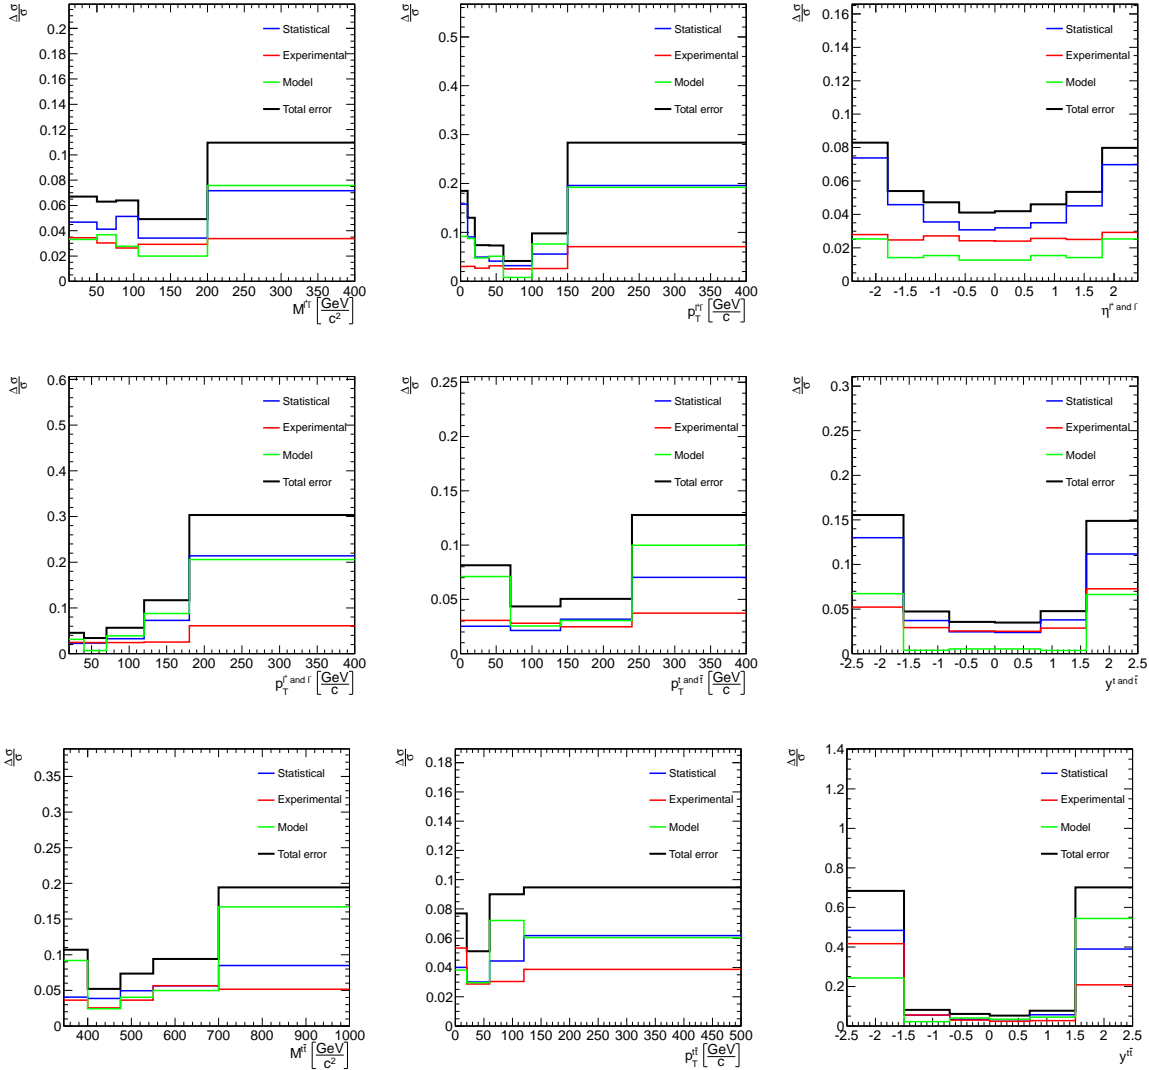 Δσ/σ
0.2
0.18
0.16
0.14
0.12
0.1
0.08
0.06
0.04
0.02
0
Statistical
Experimental
Model
Total error
50 100 150 200 250 300 350 400
M^{l⁺l⁻} [GeV/c²]
Δσ/σ
0.5
0.4
0.3
0.2
0.1
0
Statistical
Experimental
Model
Total error
0 50 100 150 200 250 300 350 400
p_T^{l⁺l⁻} [GeV/c]
Δσ/σ
0.16
0.14
0.12
0.1
0.08
0.06
0.04
0.02
0
Statistical
Experimental
Model
Total error
-2 -1.5 -1 -0.5 0 0.5 1 1.5 2
η^{l⁺ and l⁻}
Δσ/σ
0.6
0.5
0.4
0.3
0.2
0.1
0
Statistical
Experimental
Model
Total error
50 100 150 200 250 300 350 400
p_T^{l⁺ and l⁻} [GeV/c]
Δσ/σ
0.25
0.2
0.15
0.1
0.05
0
Statistical
Experimental
Model
Total error
0 50 100 150 200 250 300 350 400
p_T^{t and t̄} [GeV/c]
Δσ/σ
0.3
0.25
0.2
0.15
0.1
0.05
0
Statistical
Experimental
Model
Total error
-2.5 -2 -1.5 -1 -0.5 0 0.5 1 1.5 2 2.5
y^{t and t̄}
Δσ/σ
0.35
0.3
0.25
0.2
0.15
0.1
0.05
0
Statistical
Experimental
Model
Total error
400 500 600 700 800 900 1000
M^{tt̄} [GeV/c²]
Δσ/σ
0.18
0.16
0.14
0.12
0.1
0.08
0.06
0.04
0.02
0
Statistical
Experimental
Model
Total error
0 50 100 150 200 250 300 350 400 450 500
p_T^{tt̄} [GeV/c]
Δσ/σ
1.4
1.2
1
0.8
0.6
0.4
0.2
0
Statistical
Experimental
Model
Total error
-2.5 -2 -1.5 -1 -0.5 0 0.5 1 1.5 2 2.5
y^{tt̄}